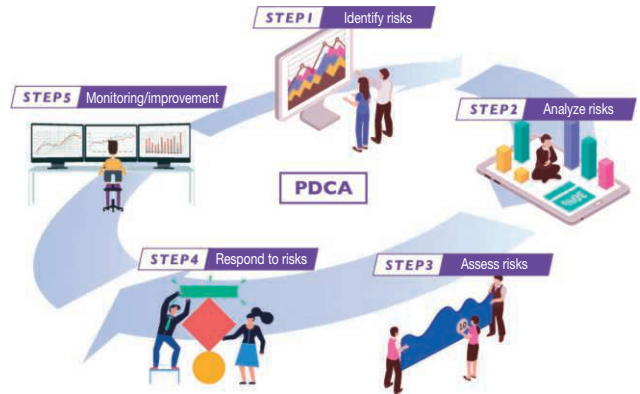 STEP1 Identify risks
STEP2 Analyze risks
STEP3 Assess risks
STEP4 Respond to risks
STEP5 Monitoring/improvement
PDCA